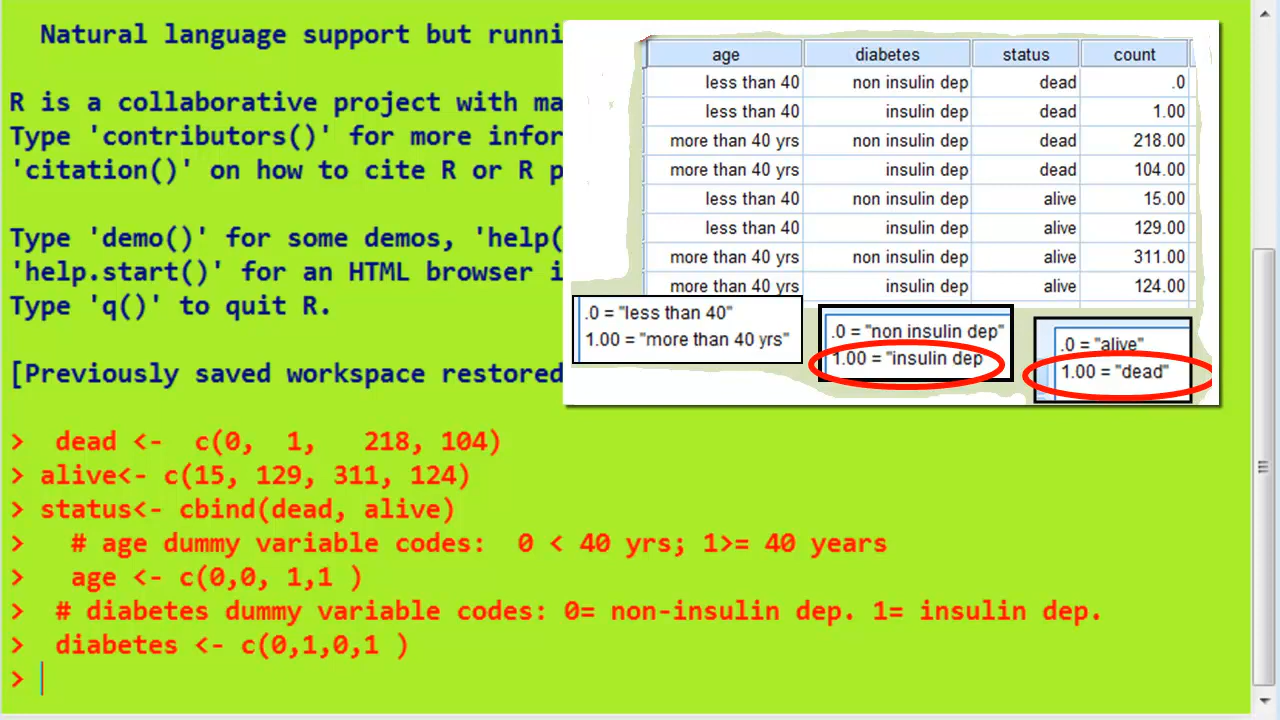 Natural language support but runni
R is a collaborative project with ma
Type 'contributors()' for more infor
'citation()' on how to cite R or R p
Type 'demo()' for some demos, 'help(
'help.start()' for an HTML browser i
Type 'q()' to quit R.
[Previously saved workspace restored
age diabetes status count
less than 40 non insulin dep dead .0
less than 40 insulin dep dead 1.00
more than 40 yrs non insulin dep dead 218.00
more than 40 yrs insulin dep dead 104.00
less than 40 non insulin dep alive 15.00
less than 40 insulin dep alive 129.00
more than 40 yrs non insulin dep alive 311.00
more than 40 yrs insulin dep alive 124.00
.0 = "less than 40"
1.00 = "more than 40 yrs"
.0 = "non insulin dep"
1.00 = "insulin dep
.0 = "alive"
1.00 = "dead"
> dead <- c(0, 1, 218, 104)
> alive<- c(15, 129, 311, 124)
> status<- cbind(dead, alive)
> # age dummy variable codes: 0 < 40 yrs; 1>= 40 years
> age <- c(0,0, 1,1 )
> # diabetes dummy variable codes: 0= non-insulin dep. 1= insulin dep.
> diabetes <- c(0,1,0,1 )
>